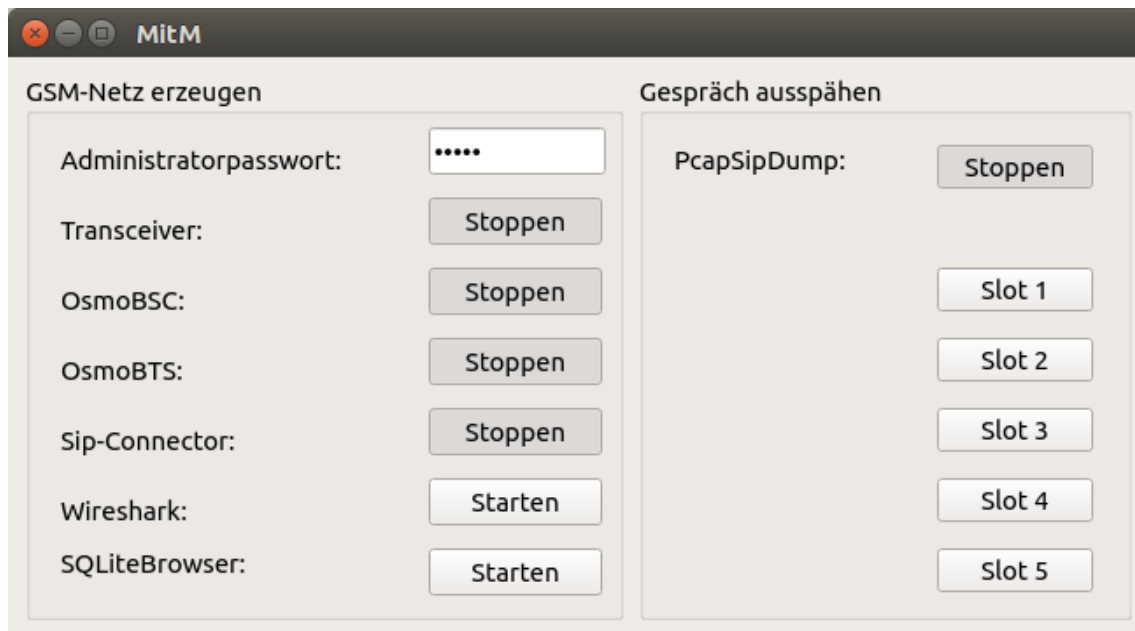 MitM
GSM-Netz erzeugen
Administratorpasswort: •••••
Transceiver: Stoppen
OsmoBSC: Stoppen
OsmoBTS: Stoppen
Sip-Connector: Stoppen
Wireshark: Starten
SQLiteBrowser: Starten
Gespräch ausspähen
PcapSipDump: Stoppen
Slot 1
Slot 2
Slot 3
Slot 4
Slot 5